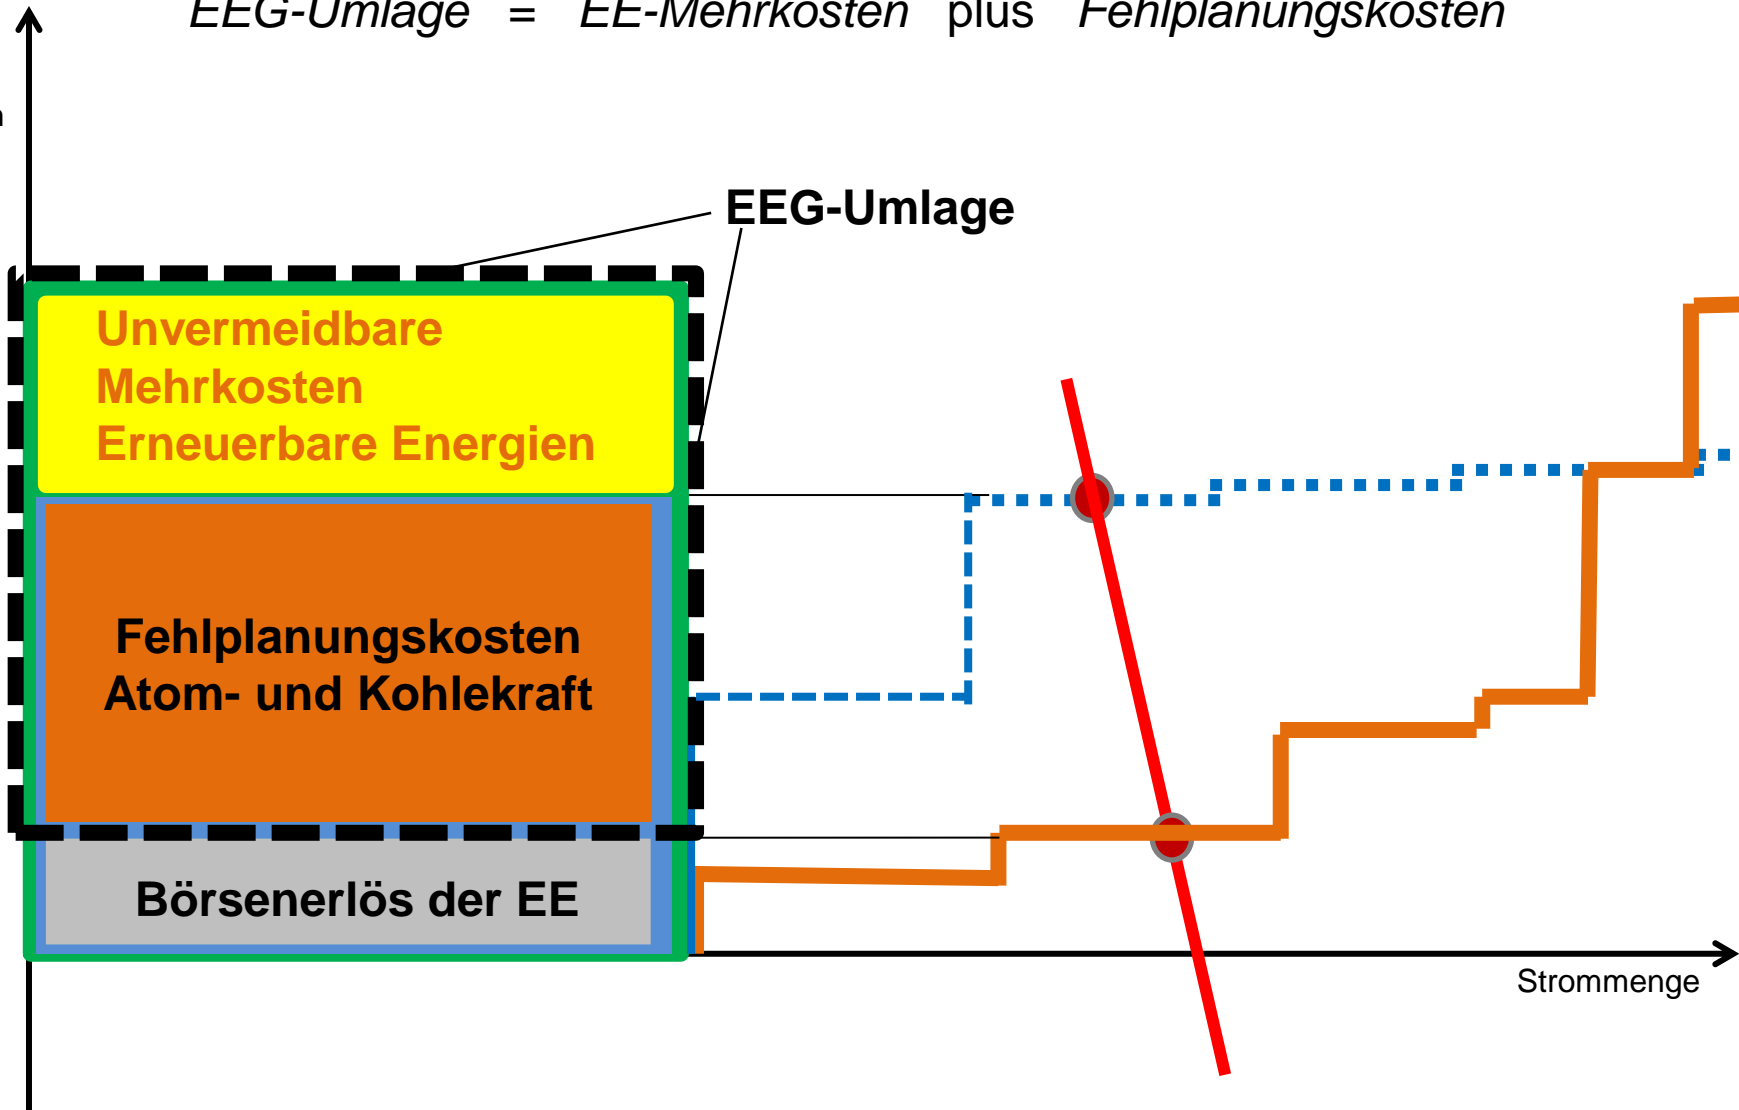 EEG-Umlage = EE-Mehrkosten plus Fehlplanungskosten
EEG-Umlage
Unvermeidbare
Mehrkosten
Erneuerbare Energien
Fehlplanungskosten
Atom- und Kohlekraft
Börsenerlös der EE
Strommenge